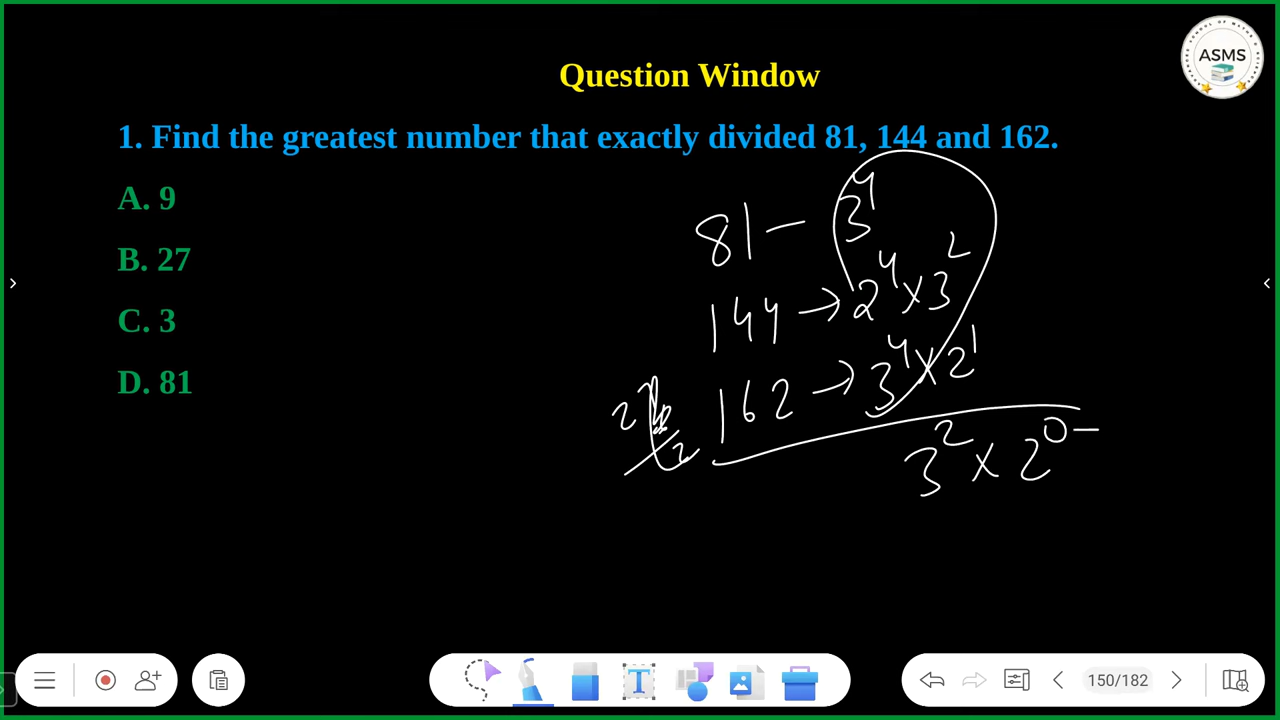 ASMS
Question Window
1. Find the greatest number that exactly divided 81, 144 and 162.
A. 9
B. 27
C. 3
D. 81
81 — 3⁴
144 → 2⁴ × 3²
162 → 3⁴ × 2¹
3² × 2⁰ –
T
150/182